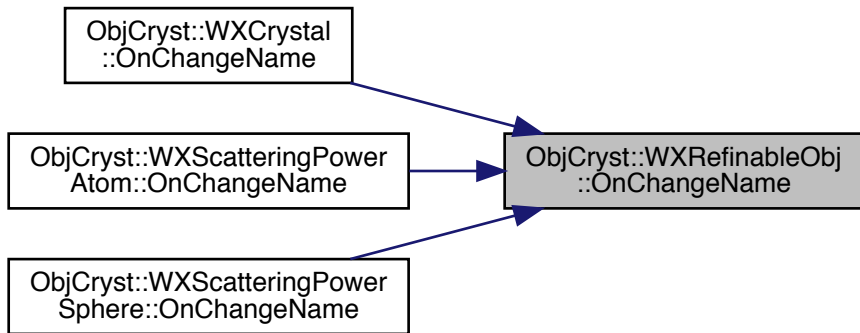 ObjCryst::WXCrystal
::OnChangeName
ObjCryst::WXScatteringPower
Atom::OnChangeName
ObjCryst::WXRefinableObj
::OnChangeName
ObjCryst::WXScatteringPower
Sphere::OnChangeName